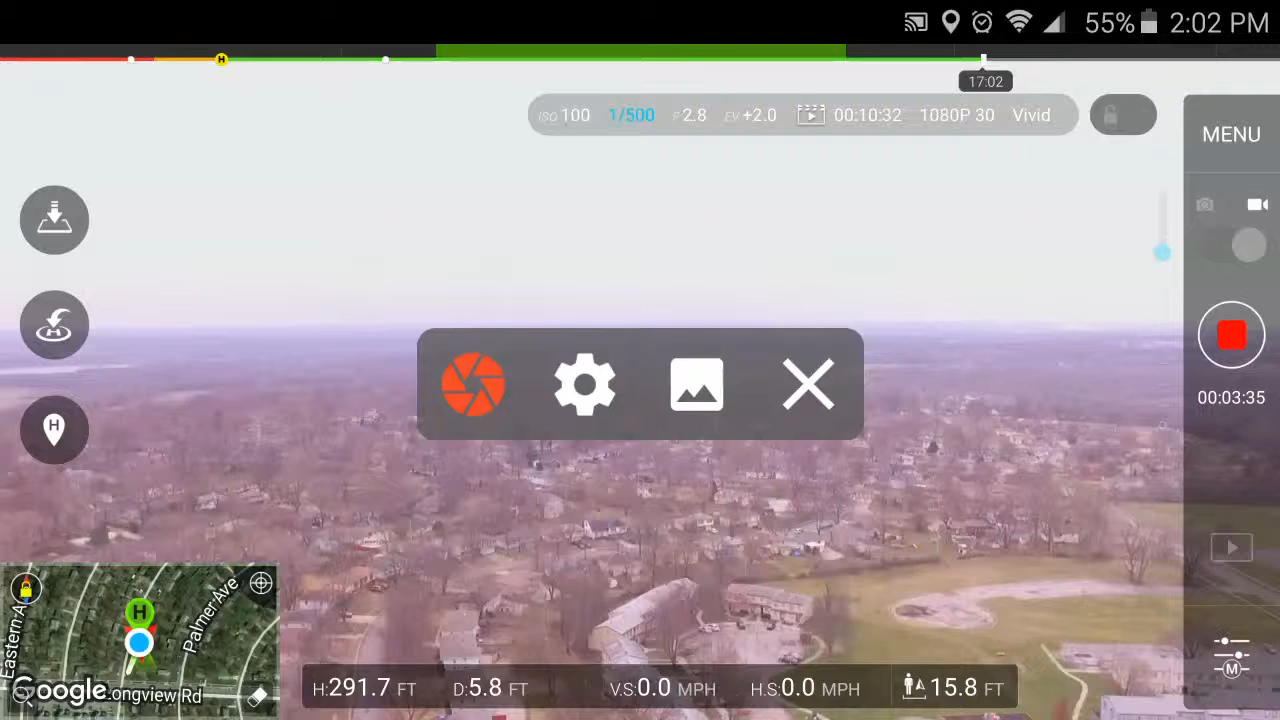 55% 2:02 PM
H
17:02
ISO 100 1/500 F 2.8 EV +2.0 00:10:32 1080P 30 Vivid
MENU
H
00:03:35
H
Eastern A
Palmer Ave
Google Longview Rd
M
H:291.7 FT D:5.8 FT V.S:0.0 MPH H.S:0.0 MPH 15.8 FT